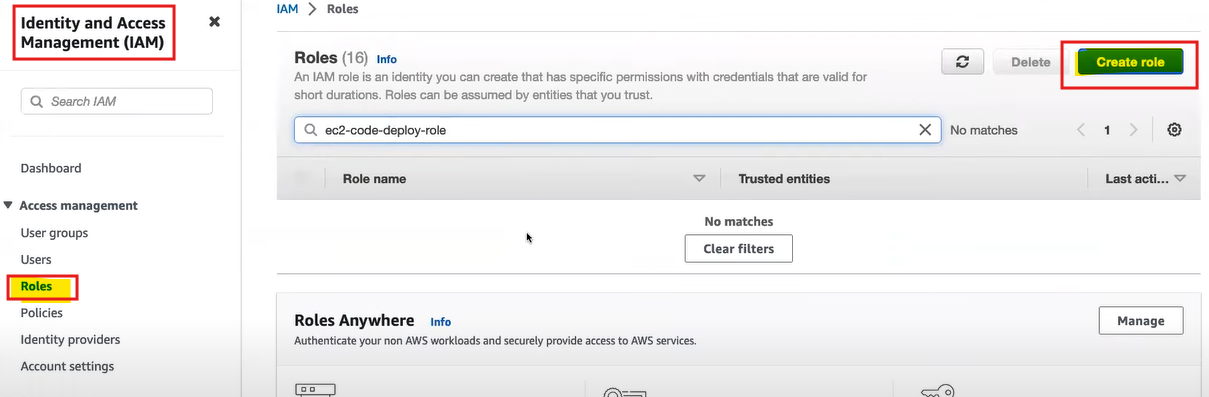 Identity and Access
Management (IAM)
Search IAM
Dashboard
Access management
User groups
Users
Roles
Policies
Identity providers
Account settings
IAM > Roles
Roles (16) Info
An IAM role is an identity you can create that has specific permissions with credentials that are valid for
short durations. Roles can be assumed by entities that you trust.
Delete
Create role
ec2-code-deploy-role
No matches
1
Role name
Trusted entities
Last acti...
No matches
Clear filters
Roles Anywhere Info
Authenticate your non AWS workloads and securely provide access to AWS services.
Manage